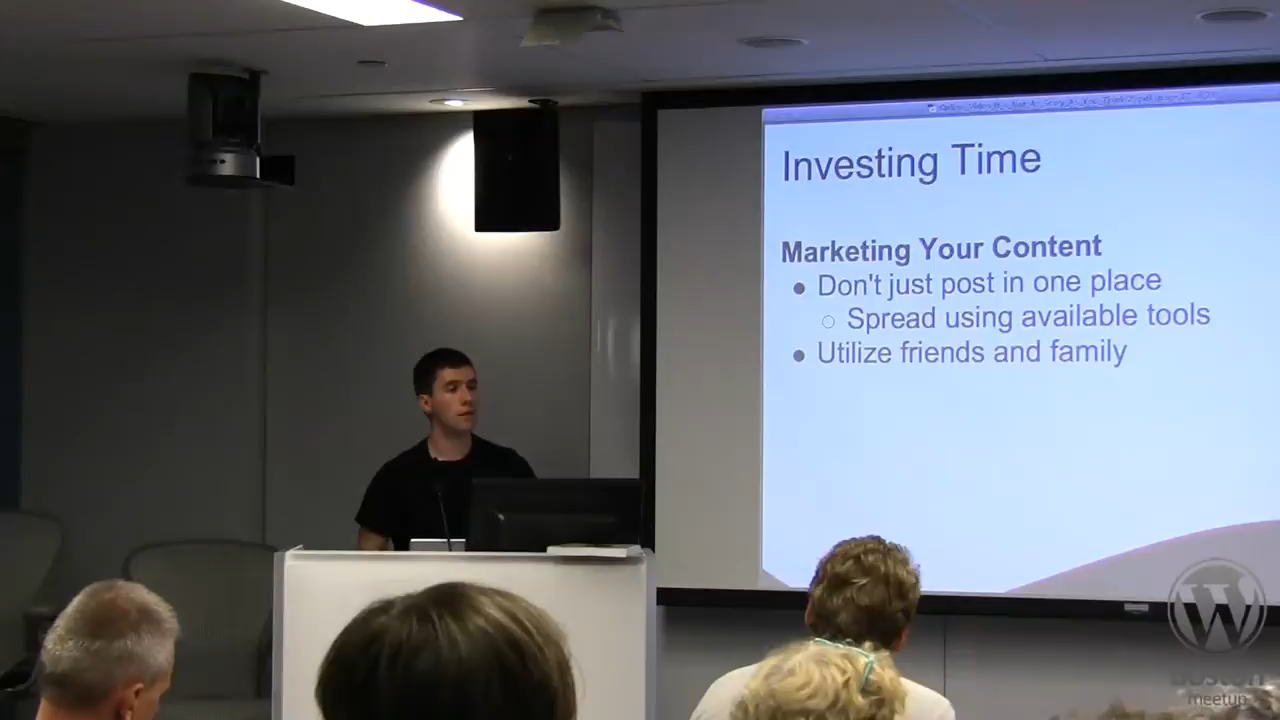 Investing Time
Marketing Your Content
Don't just post in one place
Spread using available tools
Utilize friends and family
W
Boston
meetup